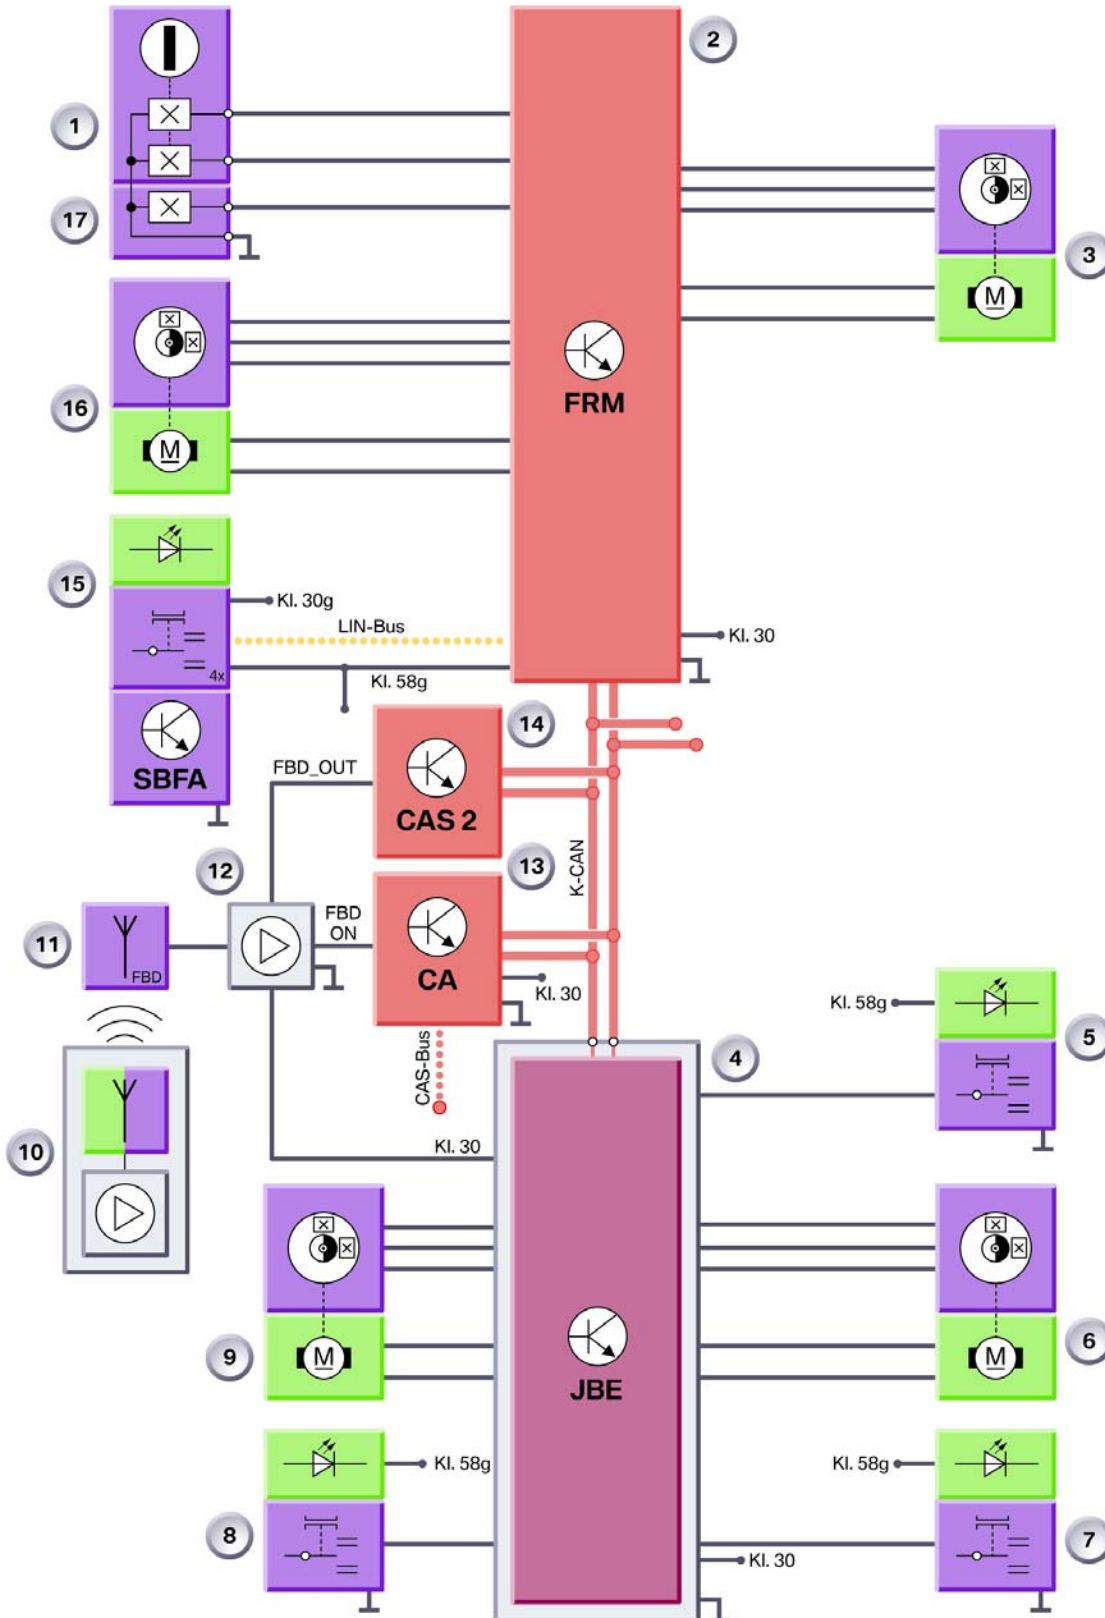 2
1
17
3
M
FRM
16
M
15
Kl. 30g
LIN-Bus
Kl. 30
4x
Kl. 58g
14
SBFA
FBD_OUT
CAS 2
12
13
K-CAN
11
FBD
FBD
ON
CA
Kl. 30
Kl. 58g
5
4
CAS-Bus
10
Kl. 30
9
M
6
M
JBE
Kl. 58g
Kl. 58g
8
7
Kl. 30